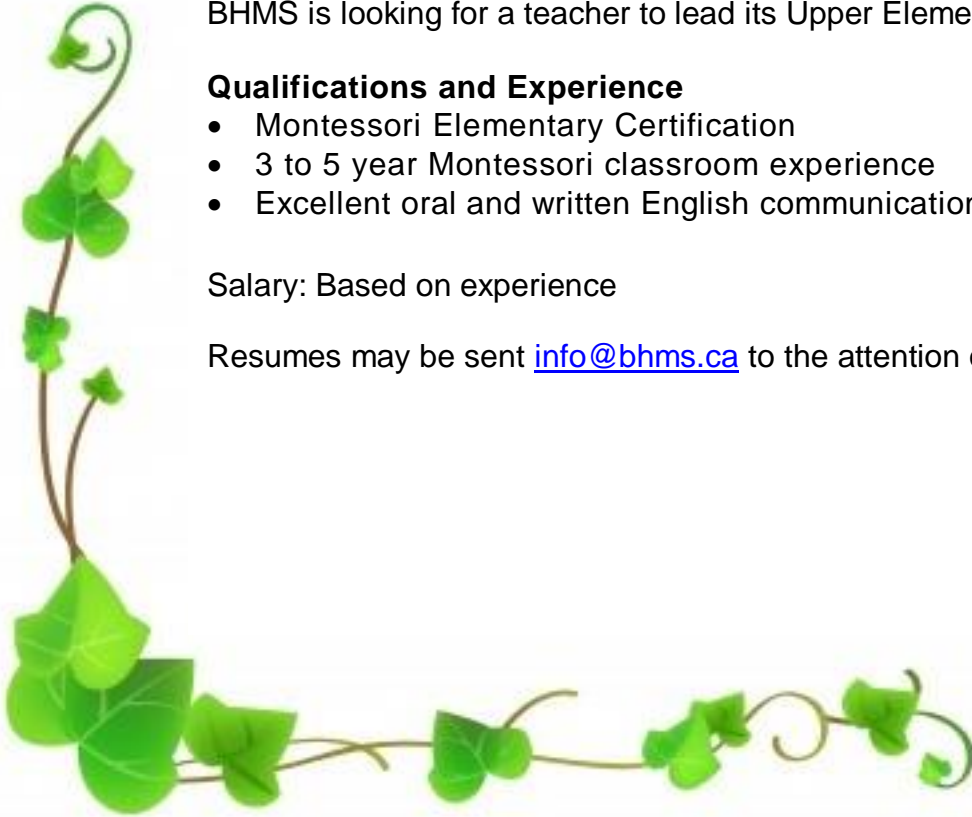 BHMS is looking for a teacher to lead its Upper Eleme
Qualifications and Experience
• Montessori Elementary Certification
• 3 to 5 year Montessori classroom experience
• Excellent oral and written English communication
Salary: Based on experience
Resumes may be sent info@bhms.ca to the attention